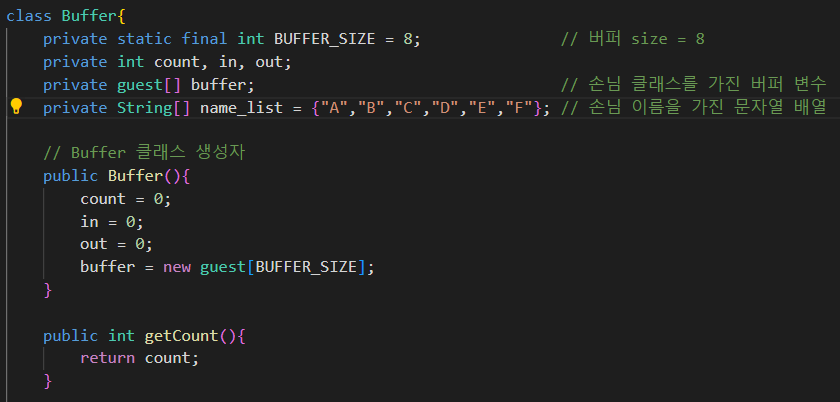 class Buffer{
    private static final int BUFFER_SIZE = 8;               // 버퍼 size = 8
    private int count, in, out;
    private guest[] buffer;                                 // 손님 클래스를 가진 버퍼 변수
    private String[] name_list = {"A","B","C","D","E","F"}; // 손님 이름을 가진 문자열 배열

    // Buffer 클래스 생성자
    public Buffer(){
        count = 0;
        in = 0;
        out = 0;
        buffer = new guest[BUFFER_SIZE];
    }

    public int getCount(){
        return count;
    }